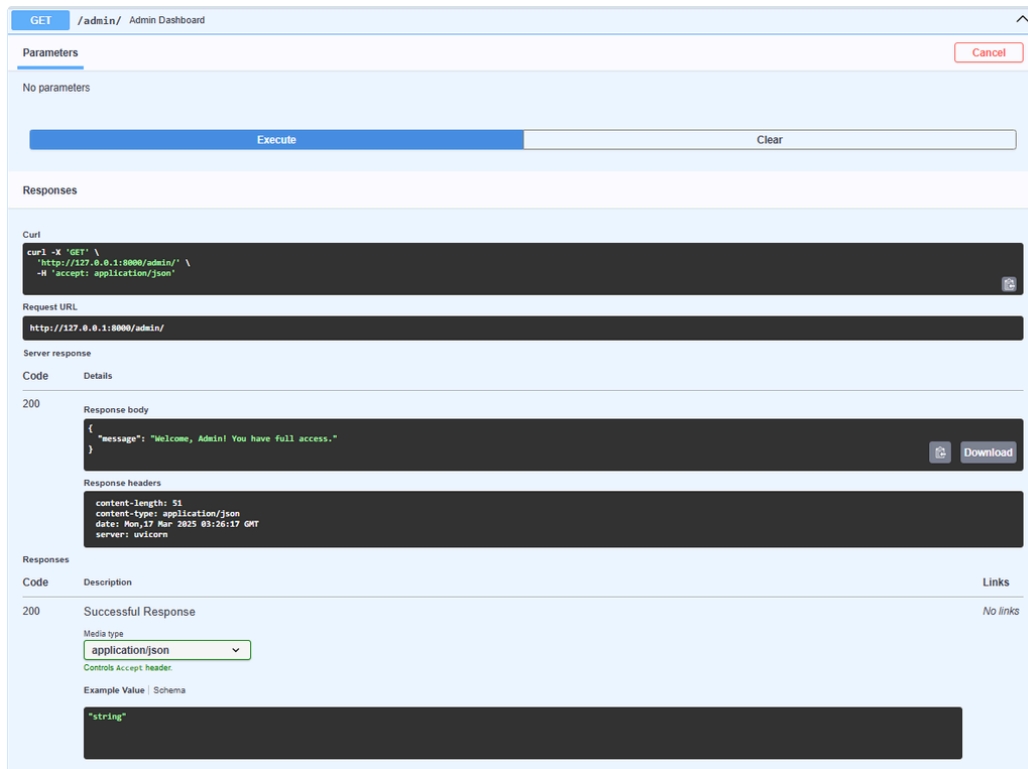 GET /admin/ Admin Dashboard
Parameters
Cancel
No parameters
Execute
Clear
Responses
Curl
curl -X 'GET' \
'http://127.0.0.1:8000/admin/' \
-H 'accept: application/json'
Request URL
http://127.0.0.1:8000/admin/
Server response
Code Details
200
Response body
{
"message": "Welcome, Admin! You have full access."
}
Download
Response headers
content-length: 51
content-type: application/json
date: Mon,17 Mar 2025 03:26:17 GMT
server: uvicorn
Responses
Code Description Links
200 Successful Response No links
Media type
application/json
Controls Accept header.
Example Value | Schema
"string"